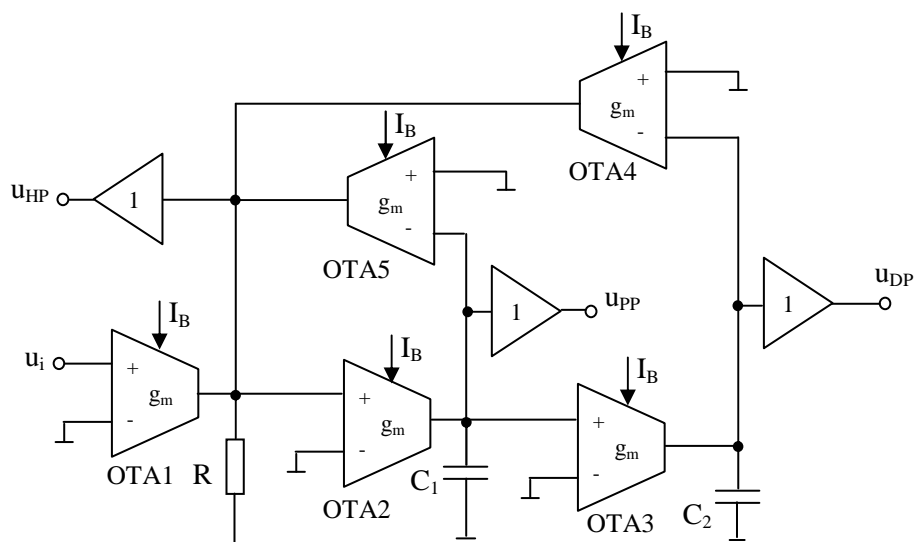 I_B
+
g_m
-
OTA4
I_B
+
g_m
-
OTA5
u_HP
1
u_DP
1
u_PP
1
I_B
u_i
+
g_m
-
OTA1
R
I_B
+
g_m
-
OTA2
C_1
I_B
+
g_m
-
OTA3
C_2